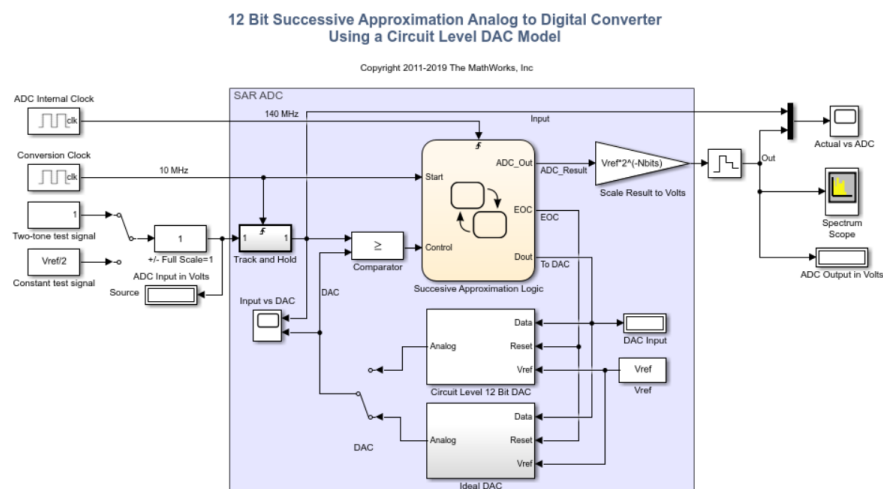 12 Bit Successive Approximation Analog to Digital Converter
Using a Circuit Level DAC Model
Copyright 2011-2019 The MathWorks, Inc
SAR ADC
ADC Internal Clock
clk
140 MHz
Input
Actual vs ADC
Conversion Clock
clk
10 MHz
Start
ADC_Out
ADC_Result
Vref*2^(-Nbits)
Scale Result to Volts
Out
1
Two-tone test signal
EOC
EOC
Spectrum
Scope
1
+/- Full Scale=1
1
1
Track and Hold
≥
Comparator
Control
Dout
To DAC
Vref/2
Constant test signal
ADC Input in Volts
Source
Succesive Approximation Logic
ADC Output in Volts
DAC
Input vs DAC
Data
DAC Input
Analog
Reset
Vref
Vref
Vref
Circuit Level 12 Bit DAC
Data
Analog
Reset
DAC
Vref
Ideal DAC